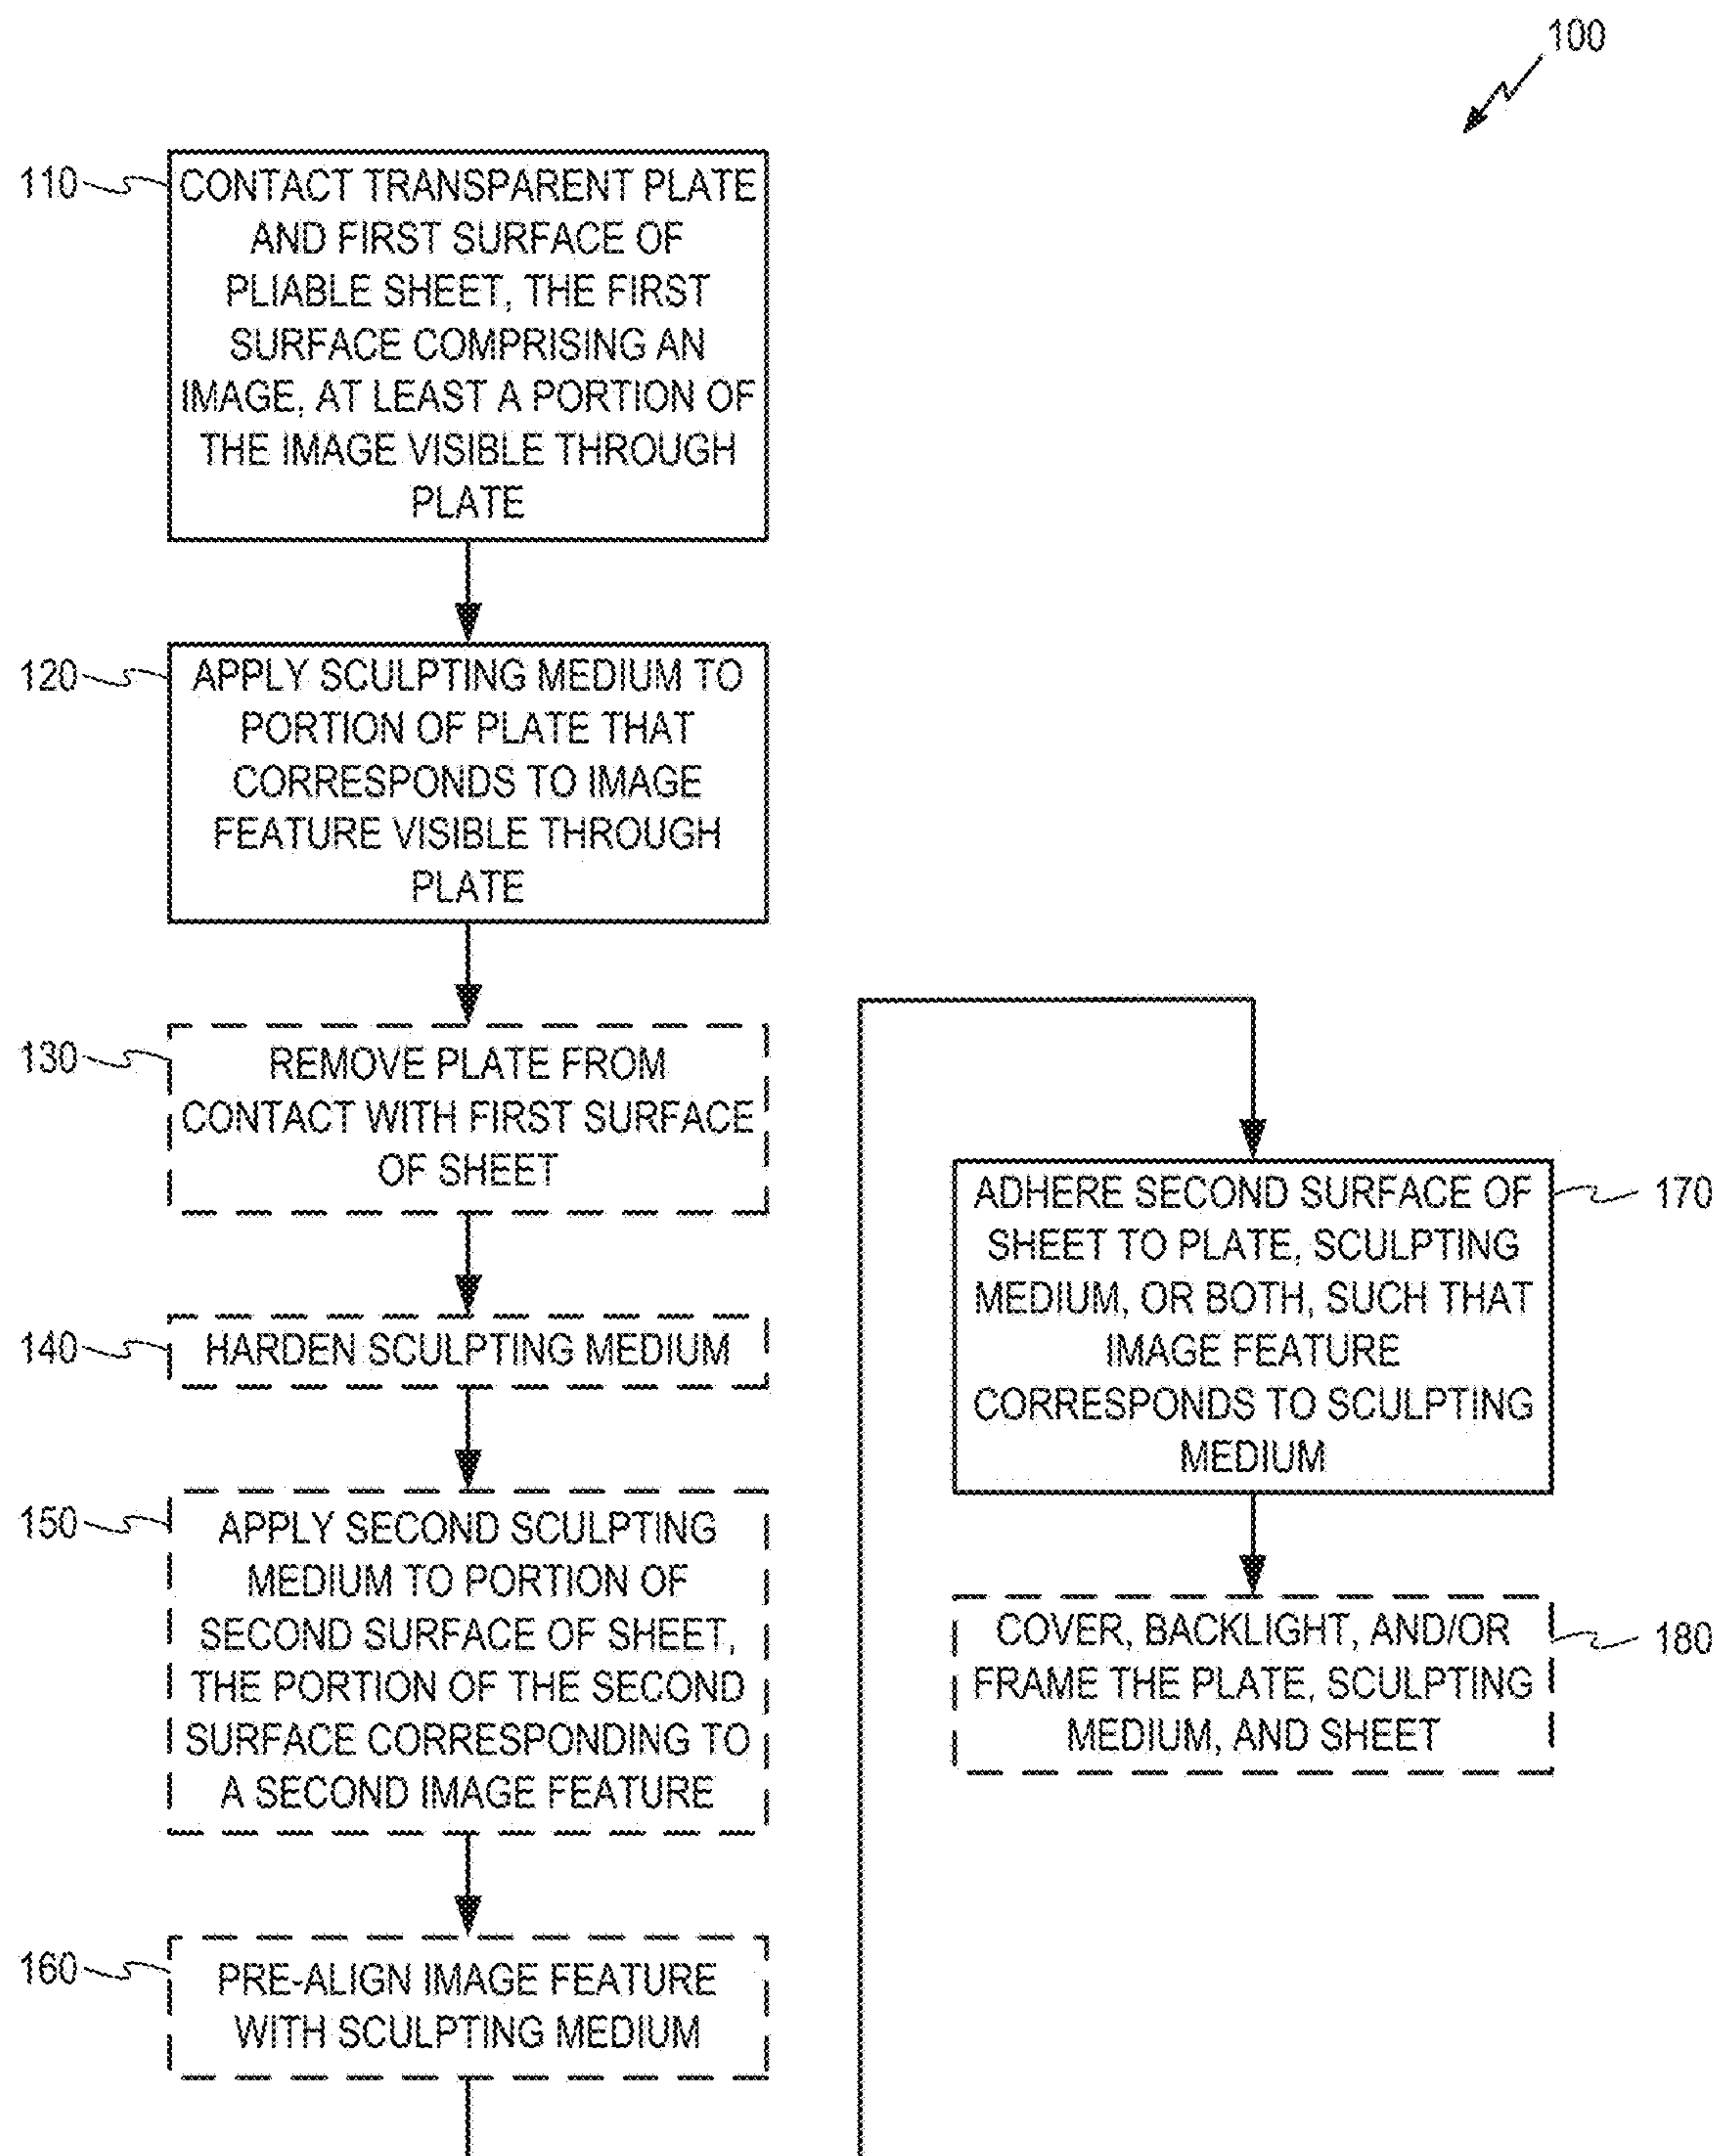 100
110
CONTACT TRANSPARENT PLATE
AND FIRST SURFACE OF
PLIABLE SHEET, THE FIRST
SURFACE COMPRISING AN
IMAGE, AT LEAST A PORTION OF
THE IMAGE VISIBLE THROUGH
PLATE
120
APPLY SCULPTING MEDIUM TO
PORTION OF PLATE THAT
CORRESPONDS TO IMAGE
FEATURE VISIBLE THROUGH
PLATE
130
REMOVE PLATE FROM
CONTACT WITH FIRST SURFACE
OF SHEET
140
HARDEN SCULPTING MEDIUM
150
APPLY SECOND SCULPTING
MEDIUM TO PORTION OF
SECOND SURFACE OF SHEET,
THE PORTION OF THE SECOND
SURFACE CORRESPONDING TO
A SECOND IMAGE FEATURE
160
PRE-ALIGN IMAGE FEATURE
WITH SCULPTING MEDIUM
170
ADHERE SECOND SURFACE OF
SHEET TO PLATE, SCULPTING
MEDIUM, OR BOTH, SUCH THAT
IMAGE FEATURE
CORRESPONDS TO SCULPTING
MEDIUM
180
COVER, BACKLIGHT, AND/OR
FRAME THE PLATE, SCULPTING
MEDIUM, AND SHEET